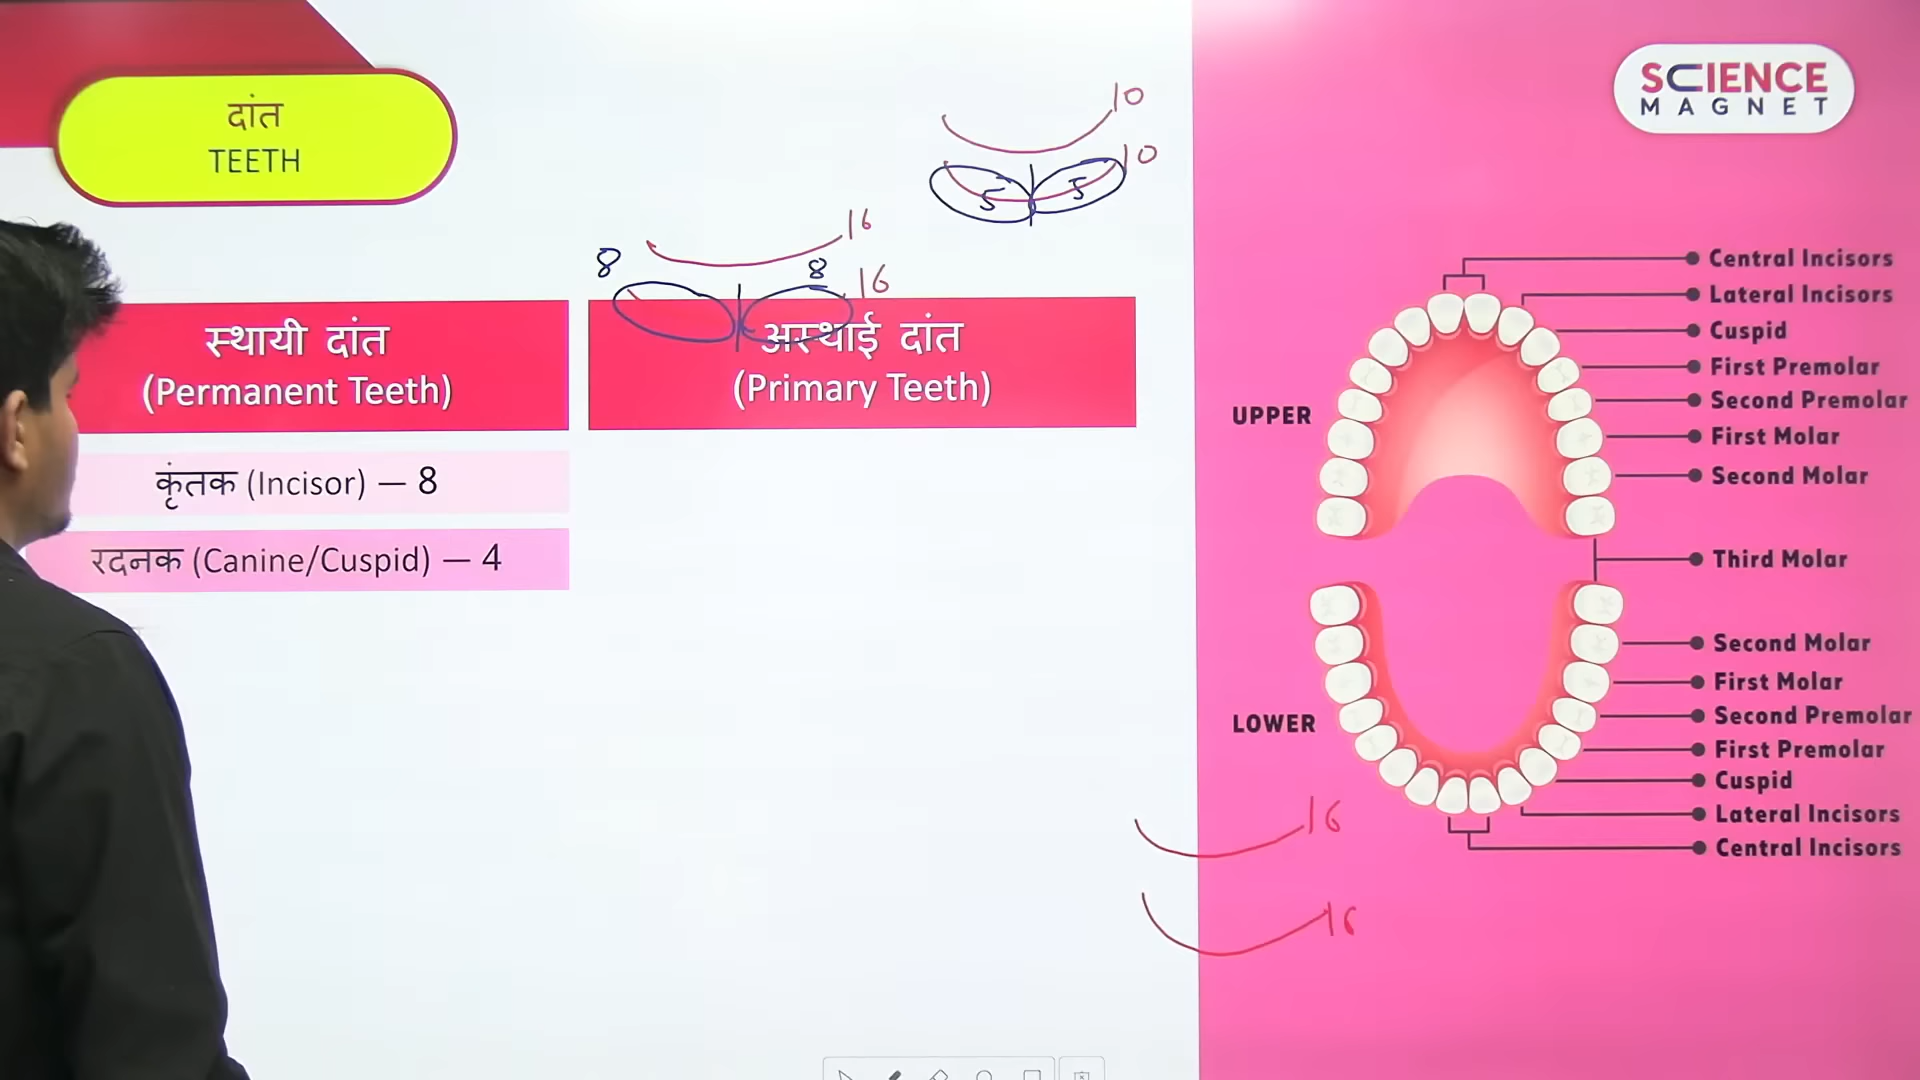 दांत
TEETH
10
10
5 5
16
8 8
16
स्थायी दांत
(Permanent Teeth)
अस्थाई दांत
(Primary Teeth)
कृंतक (Incisor) — 8
रदनक (Canine/Cuspid) — 4
SCIENCE
MAGNET
Central Incisors
Lateral Incisors
Cuspid
First Premolar
Second Premolar
First Molar
Second Molar
UPPER
Third Molar
Second Molar
First Molar
Second Premolar
First Premolar
Cuspid
Lateral Incisors
Central Incisors
LOWER
16
16